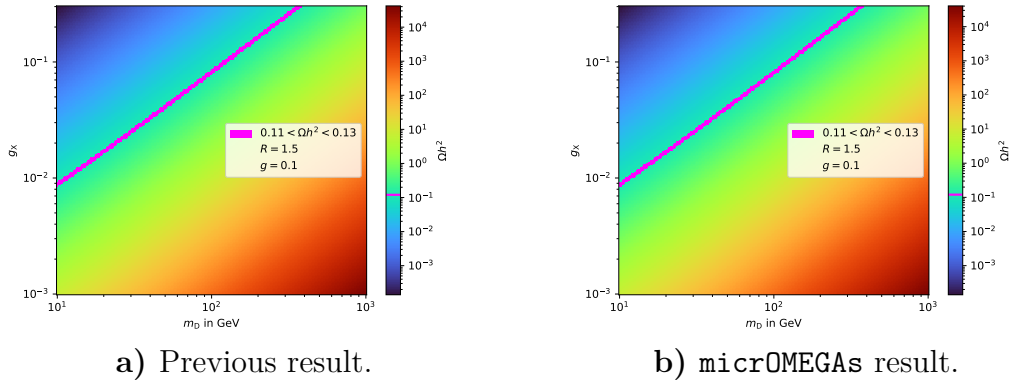 10⁻¹
10⁻²
10⁻³
gₓ
10¹
10²
10³
m_D in GeV
0.11 < Ωh² < 0.13
R = 1.5
g = 0.1
10⁴
10³
10²
10¹
10⁰
10⁻¹
10⁻²
10⁻³
Ωh²
a) Previous result.
10⁻¹
10⁻²
10⁻³
gₓ
10¹
10²
10³
m_D in GeV
0.11 < Ωh² < 0.13
R = 1.5
g = 0.1
10⁴
10³
10²
10¹
10⁰
10⁻¹
10⁻²
10⁻³
Ωh²
b) micrOMEGAs result.